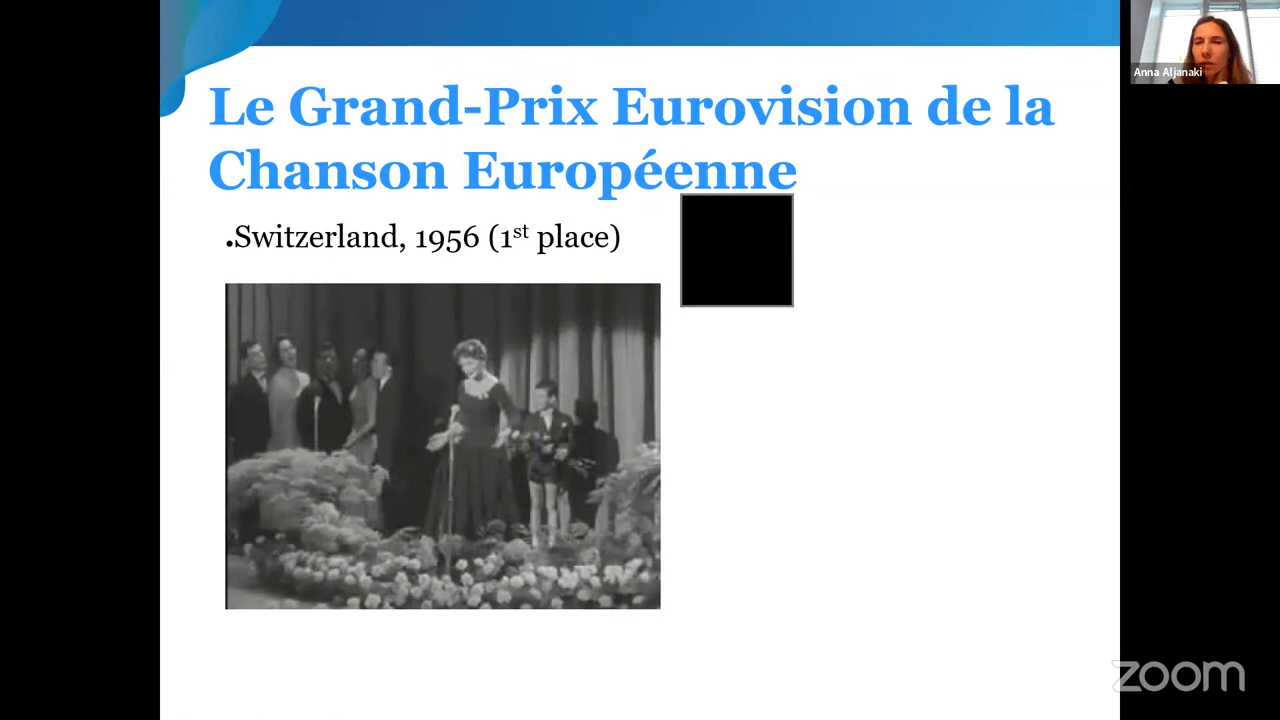 Le Grand-Prix Eurovision de la
Chanson Européenne
•Switzerland, 1956 (1st place)
Anna Aljanaki
zoom